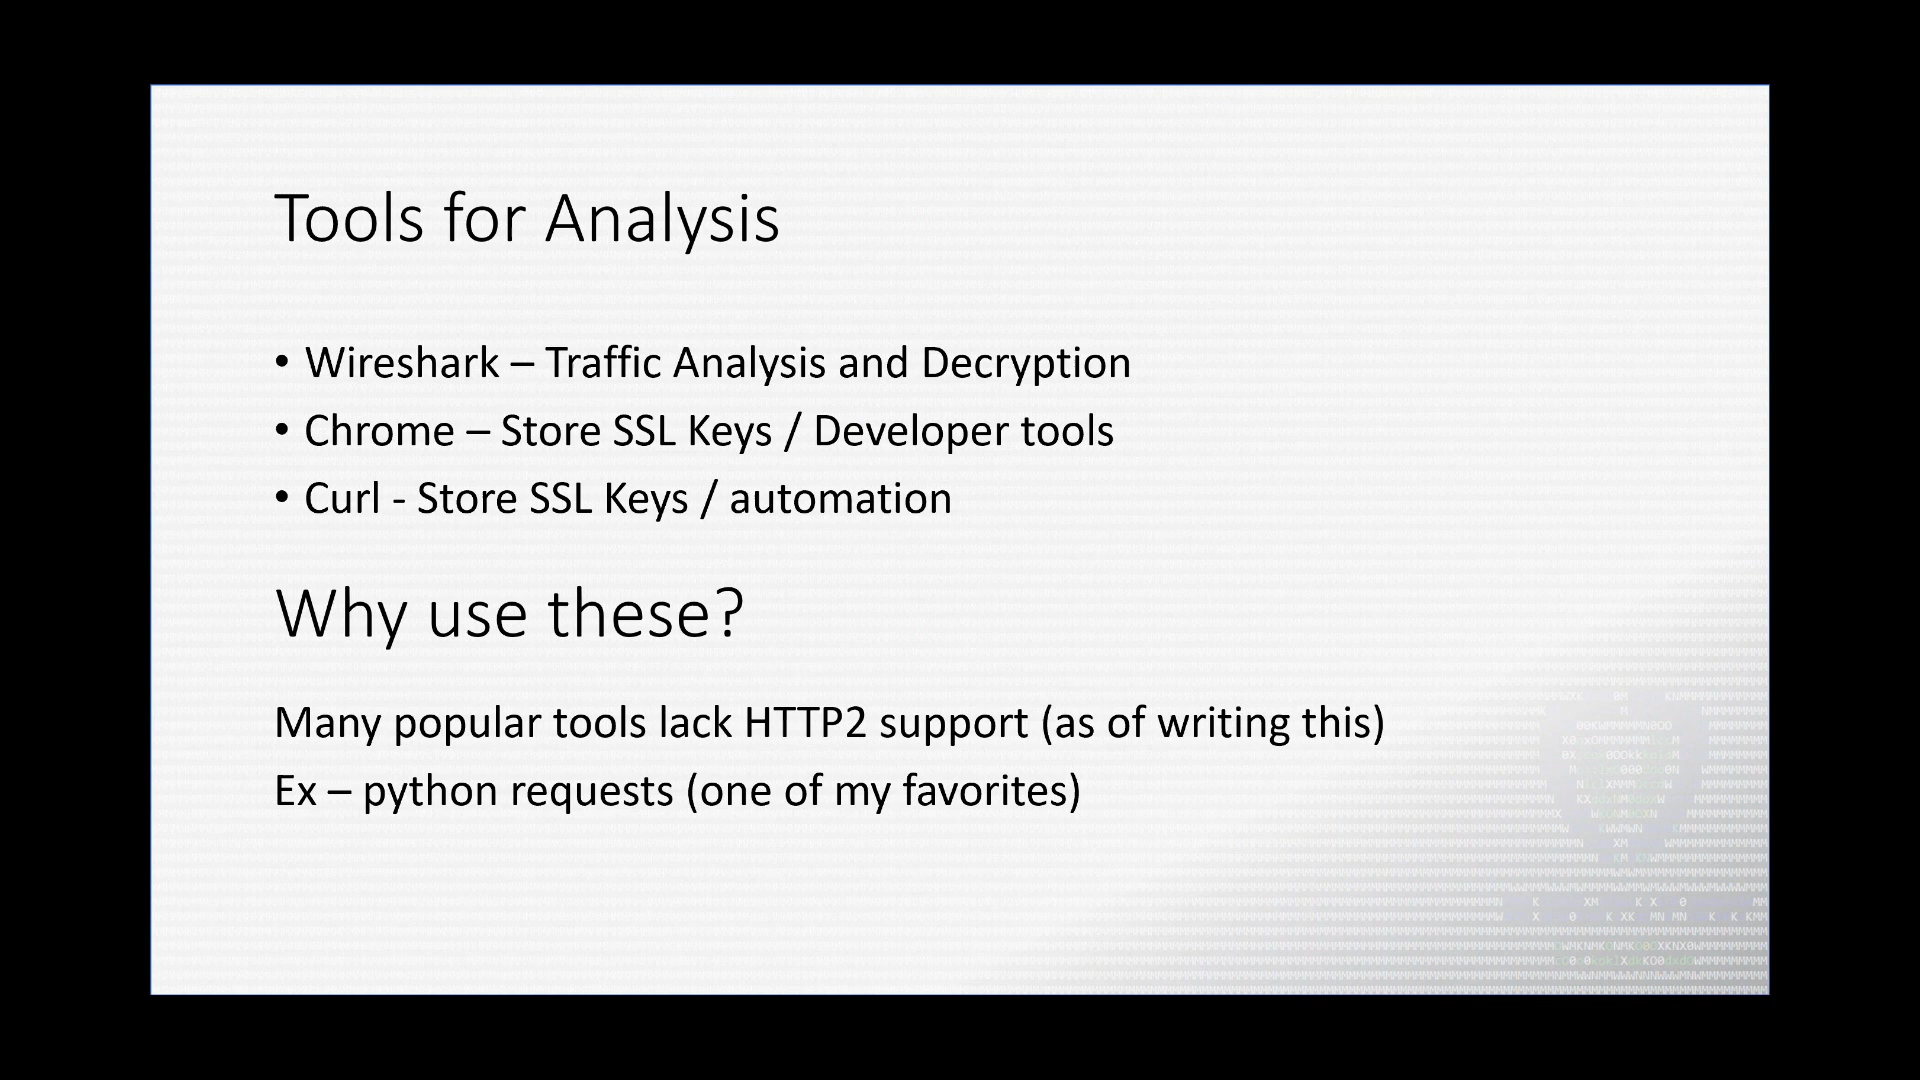 Tools for Analysis
• Wireshark – Traffic Analysis and Decryption
• Chrome – Store SSL Keys / Developer tools
• Curl - Store SSL Keys / automation
Why use these?
Many popular tools lack HTTP2 support (as of writing this)
Ex – python requests (one of my favorites)